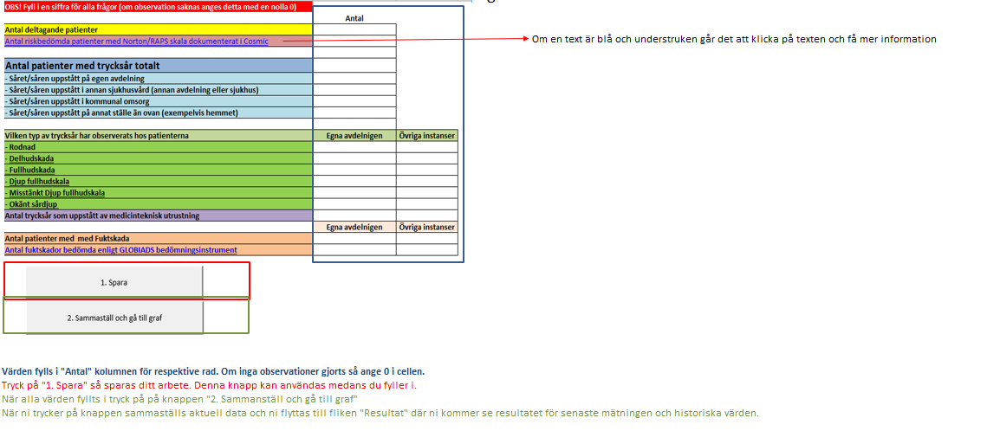 OBS! Fyll i en siffra för alla frågor (om observation saknas anges detta med en nolla 0)
Antal
Antal deltagande patienter
Antal riskbedömda patienter med Norton/RAPS skala dokumenterat i Cosmic
Om en text är blå och understruken går det att klicka på texten och få mer information
Antal patienter med trycksår totalt
- Såret/såren uppstått på egen avdelning
- Såret/såren uppstått i annan sjukhusvård (annan avdelning eller sjukhus)
- Såret/såren uppstått i kommunal omsorg
- Såret/såren uppstått på annat ställe än ovan (exempelvis hemmet)
Vilken typ av trycksår har observerats hos patienterna Egna avdelnigen Övriga instanser
- Rodnad
- Delhudskada
- Fullhudskada
- Djup fullhudskala
- Misstänkt Djup fullhudskala
- Okänt sårdjup
Antal trycksår som uppstått av medicinteknisk utrustning
Egna avdelnigen Övriga instanser
Antal patienter med med Fuktskada
Antal fuktskador bedömda enligt GLOBIADS bedömningsinstrument
1. Spara
2. Sammaställ och gå till graf
Värden fylls i "Antal" kolumnen för respektive rad. Om inga observationer gjorts så ange 0 i cellen.
Tryck på "1. Spara" så sparas ditt arbete. Denna knapp kan användas medans du fyller i.
När alla värden fyllts i tryck på på knappen "2. Sammanställ och gå till graf"
När ni trycker på knappen sammaställs aktuell data och ni flyttas till fliken "Resultat" där ni kommer se resultatet för senaste mätningen och historiska värden.